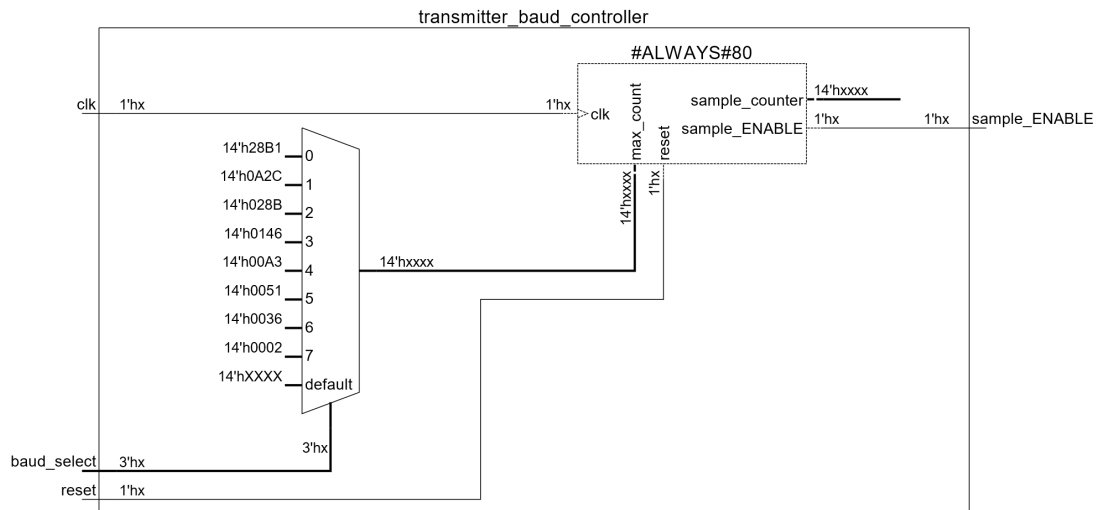 transmitter_baud_controller
#ALWAYS#80
clk 1'hx 1'hx clk
max_count
reset
sample_counter 14'hxxxx
sample_ENABLE 1'hx 1'hx sample_ENABLE
14'hxxxx
1'hx
14'h28B1 0
14'h0A2C 1
14'h028B 2
14'h0146 3
14'h00A3 4 14'hxxxx
14'h0051 5
14'h0036 6
14'h0002 7
14'hXXXX default
3'hx
baud_select 3'hx
reset 1'hx